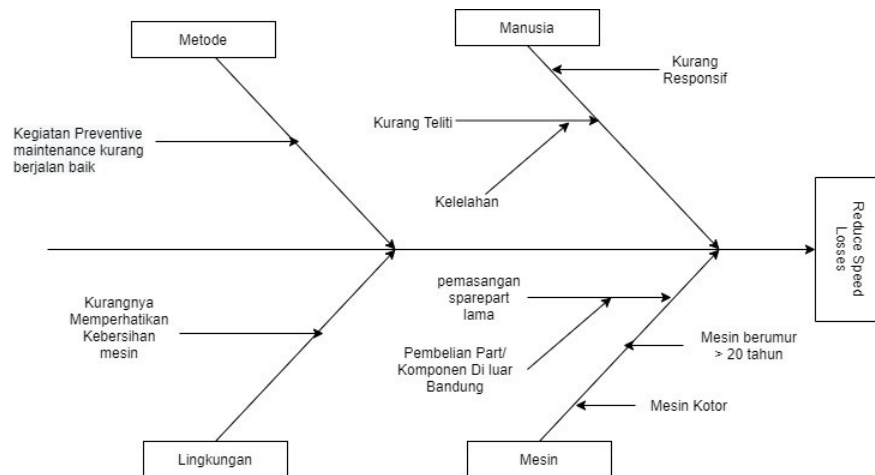 Metode
Manusia
Kurang
Responsif
Kurang Teliti
Kegiatan Preventive
maintenance kurang
berjalan baik
Kelelahan
Reduce Speed
Losses
pemasangan
sparepart
lama
Kurangnya
Memperhatikan
Kebersihan
mesin
Mesin berumur
> 20 tahun
Pembelian Part/
Komponen Di luar
Bandung
Mesin Kotor
Lingkungan
Mesin